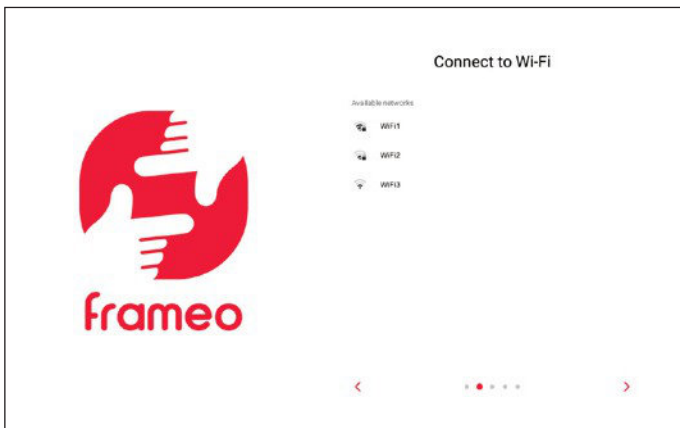 Connect to Wi-Fi
Available networks
WiFi1
WiFi2
WiFi3
frameo